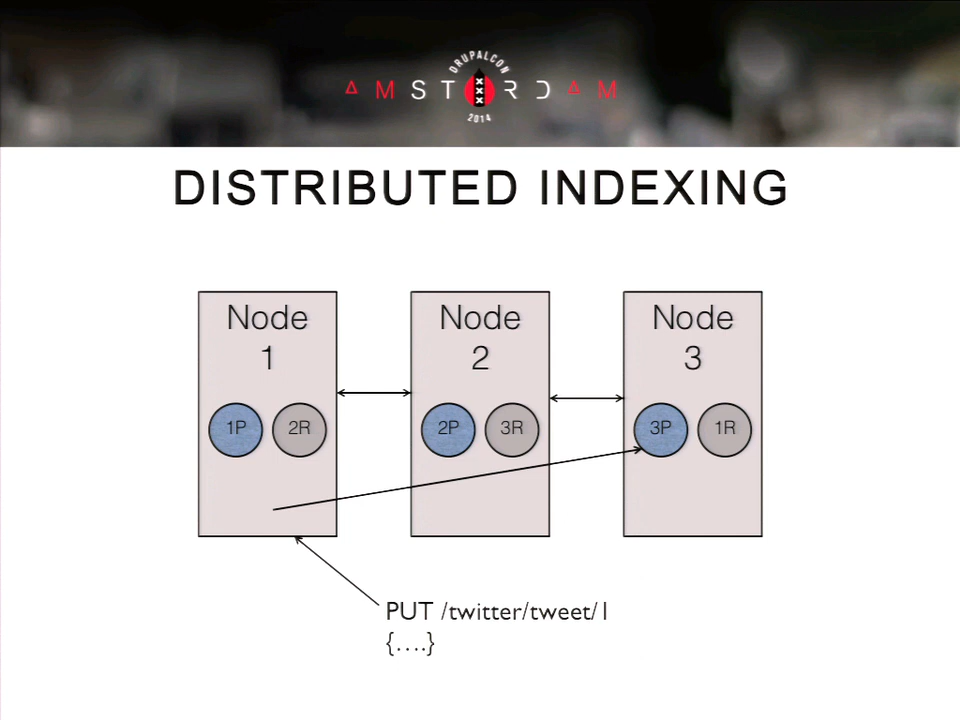 DRUPALCON
AMSTERDAM
2014
DISTRIBUTED INDEXING
Node
1
1P
2R
Node
2
2P
3R
Node
3
3P
1R
PUT /twitter/tweet/1
{....}